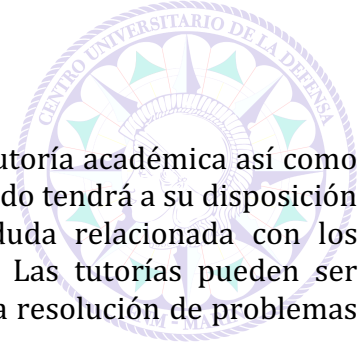 CENTRO UNIVERSITARIO DE LA DEFENSA
utoría académica así como
do tendrá a su disposición
duda relacionada con los
Las tutorías pueden ser
a resolución de problemas